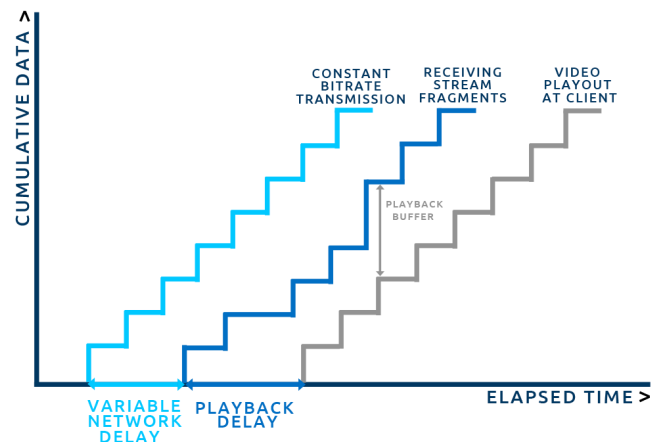 CUMULATIVE DATA >
CONSTANT
BITRATE
TRANSMISSION
RECEIVING
STREAM
FRAGMENTS
VIDEO
PLAYOUT
AT CLIENT
PLAYBACK
BUFFER
ELAPSED TIME >
VARIABLE
NETWORK
DELAY
PLAYBACK
DELAY